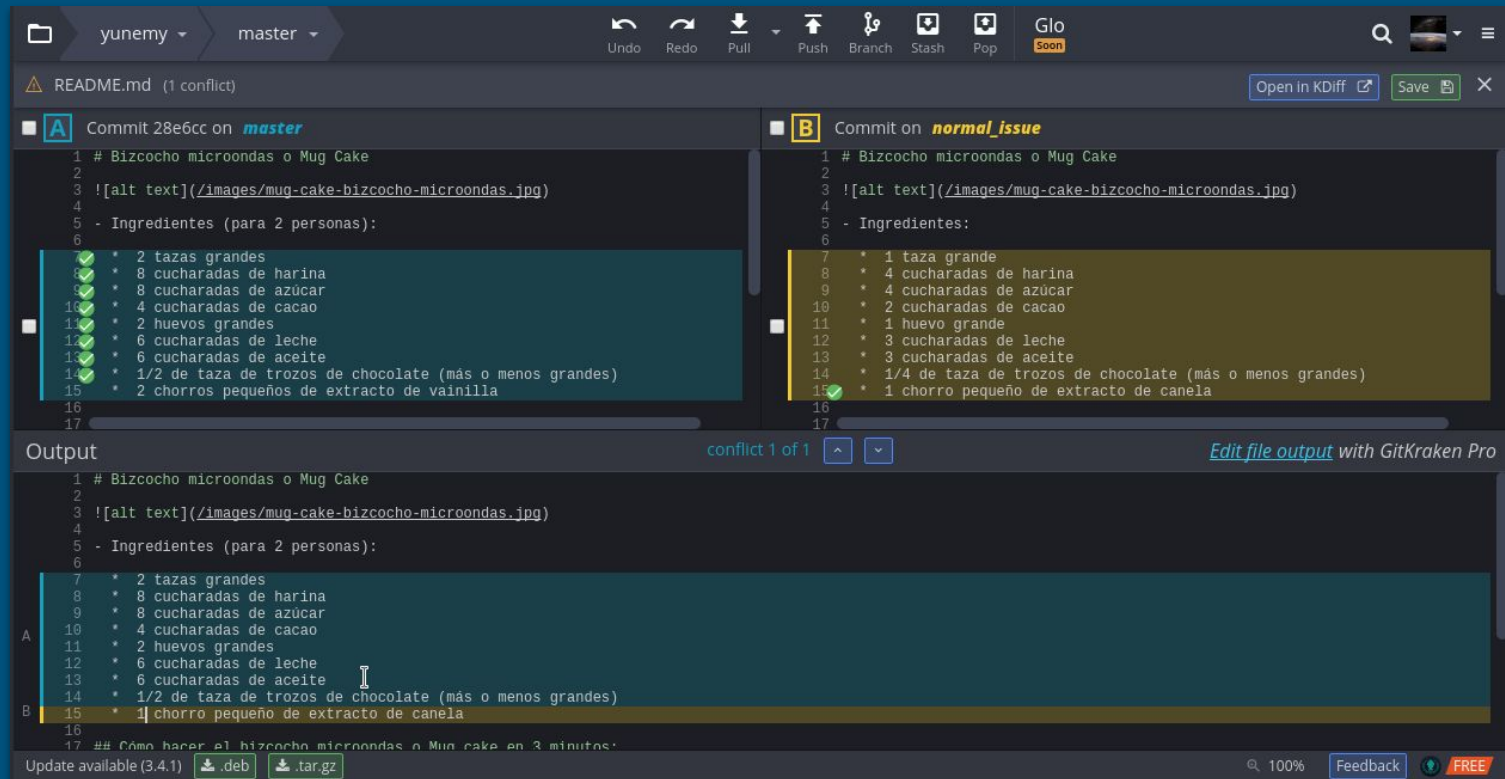 yunemy master Undo Redo Pull Push Branch Stash Pop Glo Soon
README.md (1 conflict) Open in KDiff Save
A Commit 28e6cc on master
1 # Bizcocho microondas o Mug Cake
2
3 ![alt text](/images/mug-cake-bizcocho-microondas.jpg)
4
5 - Ingredientes (para 2 personas):
6
7 * 2 tazas grandes
8 * 8 cucharadas de harina
9 * 8 cucharadas de azúcar
10 * 4 cucharadas de cacao
11 * 2 huevos grandes
12 * 6 cucharadas de leche
13 * 6 cucharadas de aceite
14 * 1/2 de taza de trozos de chocolate (más o menos grandes)
15 * 2 chorros pequeños de extracto de vainilla
16
17
B Commit on normal_issue
1 # Bizcocho microondas o Mug Cake
2
3 ![alt text](/images/mug-cake-bizcocho-microondas.jpg)
4
5 - Ingredientes:
6
7 * 1 taza grande
8 * 4 cucharadas de harina
9 * 4 cucharadas de azúcar
10 * 2 cucharadas de cacao
11 * 1 huevo grande
12 * 3 cucharadas de leche
13 * 3 cucharadas de aceite
14 * 1/4 de taza de trozos de chocolate (más o menos grandes)
15 * 1 chorro pequeño de extracto de canela
16
17
Output conflict 1 of 1 Edit file output with GitKraken Pro
1 # Bizcocho microondas o Mug Cake
2
3 ![alt text](/images/mug-cake-bizcocho-microondas.jpg)
4
5 - Ingredientes (para 2 personas):
6
7 * 2 tazas grandes
8 * 8 cucharadas de harina
9 * 8 cucharadas de azúcar
A 10 * 4 cucharadas de cacao
11 * 2 huevos grandes
12 * 6 cucharadas de leche
13 * 6 cucharadas de aceite
14 * 1/2 de taza de trozos de chocolate (más o menos grandes)
B 15 * 1 chorro pequeño de extracto de canela
16
17 ## Cómo hacer el bizcocho microondas o Mug cake en 3 minutos:
Update available (3.4.1) .deb .tar.gz 100% Feedback FREE